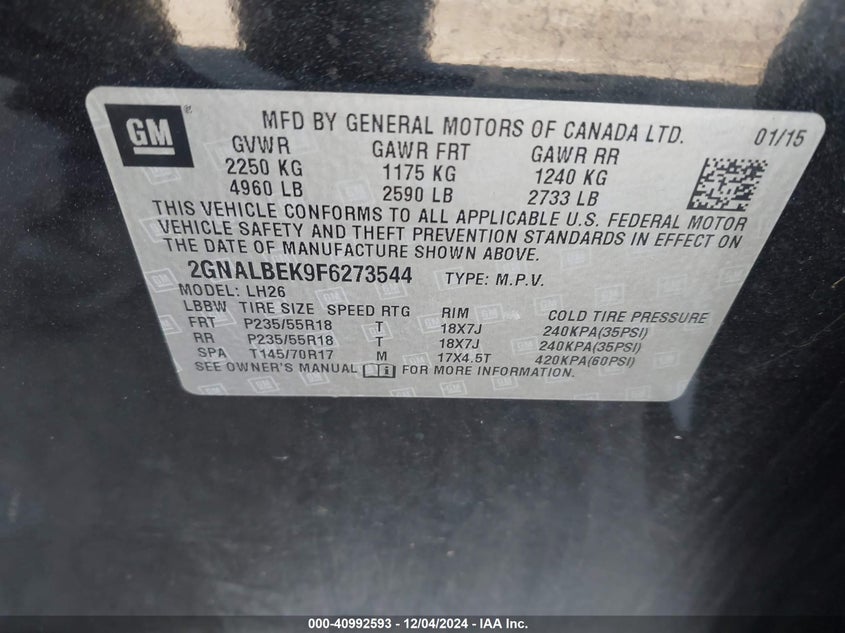 GM ®
MFD BY GENERAL MOTORS OF CANADA LTD. 01/15
GVWR GAWR FRT GAWR RR
2250 KG 1175 KG 1240 KG
4960 LB 2590 LB 2733 LB
THIS VEHICLE CONFORMS TO ALL APPLICABLE U.S. FEDERAL MOTOR
VEHICLE SAFETY AND THEFT PREVENTION STANDARDS IN EFFECT ON
THE DATE OF MANUFACTURE SHOWN ABOVE.
2GNALBEK9F6273544 TYPE: M.P.V.
MODEL: LH26
LBBW TIRE SIZE SPEED RTG RIM COLD TIRE PRESSURE
FRT P235/55R18 T 18X7J 240KPA(35PSI)
RR P235/55R18 T 18X7J 240KPA(35PSI)
SPA T145/70R17 M 17X4.5T 420KPA(60PSI)
SEE OWNER'S MANUAL FOR MORE INFORMATION.
000-40992593 - 12/04/2024 - IAA Inc.